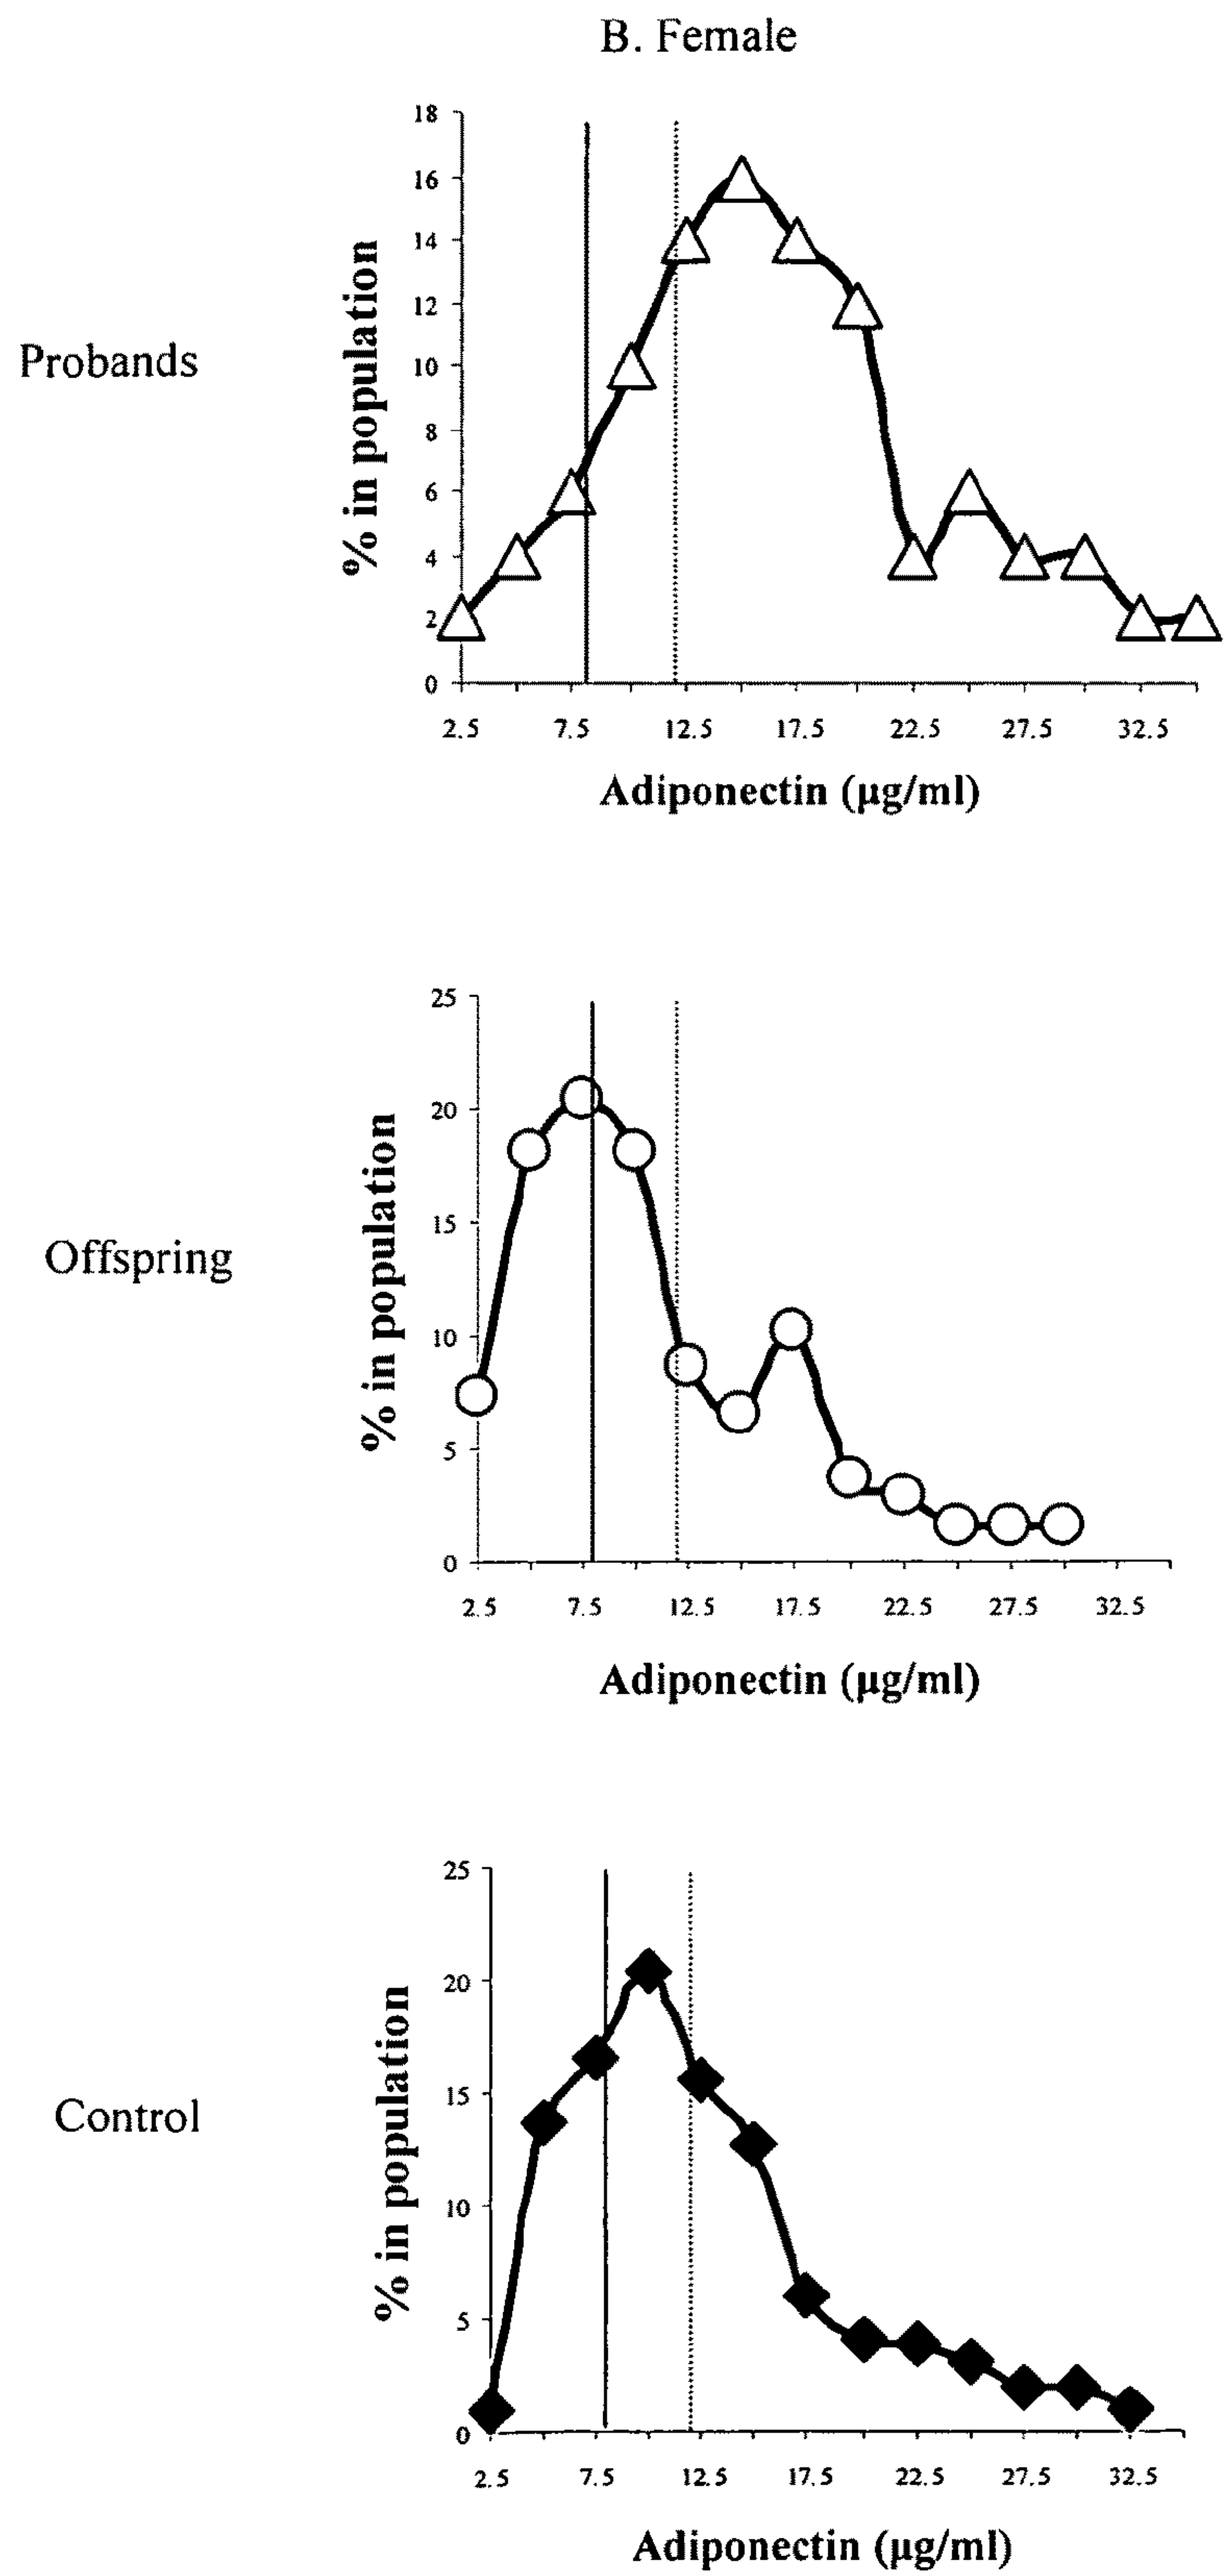 B. Female
Probands
% in population
18
16
14
12
10
8
6
4
2
0
2.5 7.5 12.5 17.5 22.5 27.5 32.5
Adiponectin (µg/ml)
Offspring
% in population
25
20
15
10
5
0
2.5 7.5 12.5 17.5 22.5 27.5 32.5
Adiponectin (µg/ml)
Control
% in population
25
20
15
10
5
0
2.5 7.5 12.5 17.5 22.5 27.5 32.5
Adiponectin (µg/ml)